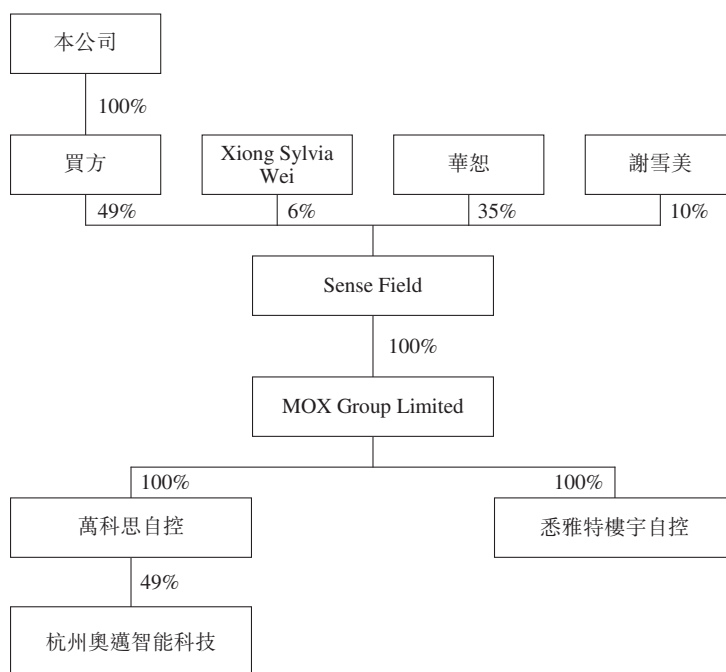 本公司
100%
買方
Xiong Sylvia
Wei
華恕
謝雪美
49%
6%
35%
10%
Sense Field
100%
MOX Group Limited
100%
100%
萬科思自控
悉雅特樓宇自控
49%
杭州奧邁智能科技